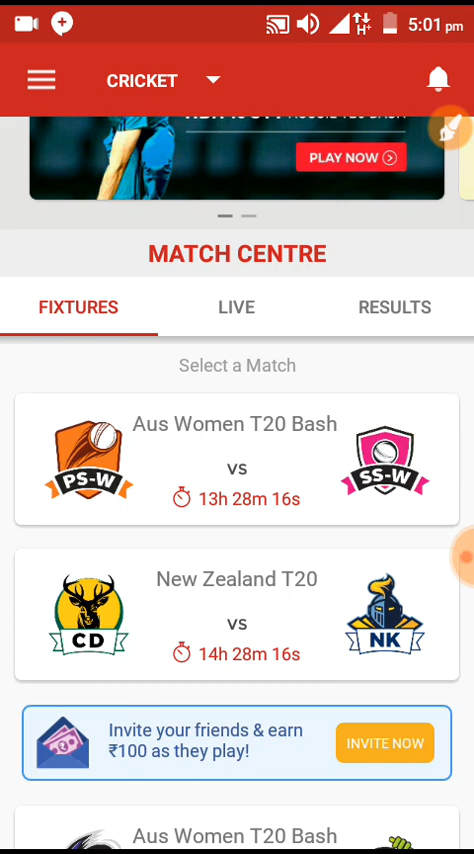 H+ 5:01 pm
CRICKET
PLAY NOW
MATCH CENTRE
FIXTURES LIVE RESULTS
Select a Match
Aus Women T20 Bash
PS-W vs SS-W
13h 28m 16s
New Zealand T20
CD vs NK
14h 28m 16s
Invite your friends & earn
₹100 as they play!
INVITE NOW
Aus Women T20 Bash